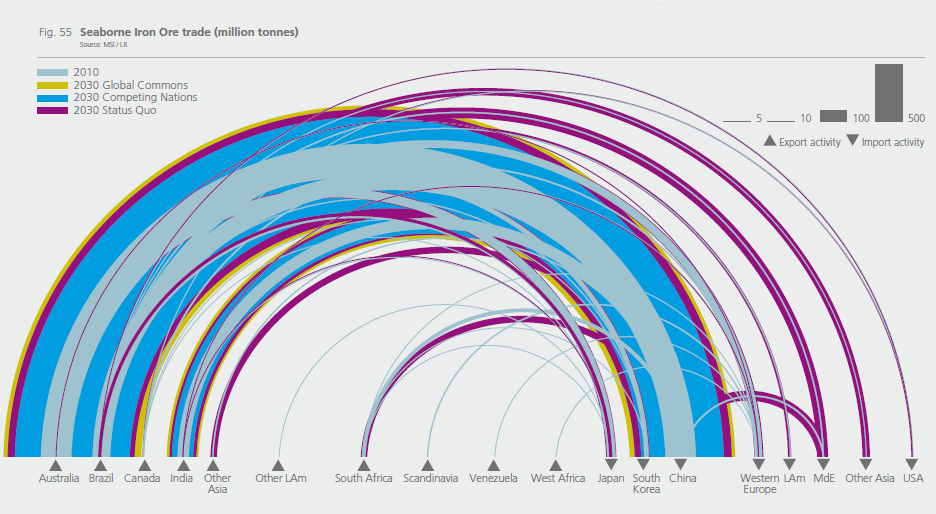 Fig. 55 Seaborne Iron Ore trade (million tonnes)
Source: MSI / LR
2010
2030 Global Commons
2030 Competing Nations
2030 Status Quo
5 10 100 500
Export activity Import activity
Australia Brazil Canada India Other Asia Other LAm South Africa Scandinavia Venezuela West Africa Japan South Korea China Western Europe LAm MdE Other Asia USA